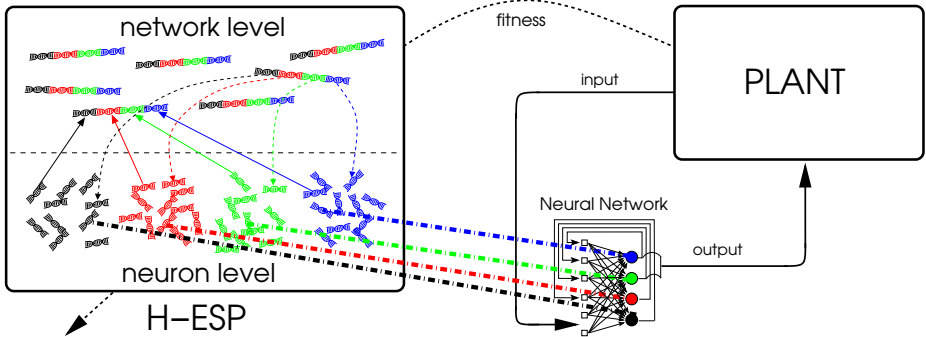 network level
fitness
input
PLANT
Neural Network
output
neuron level
H–ESP